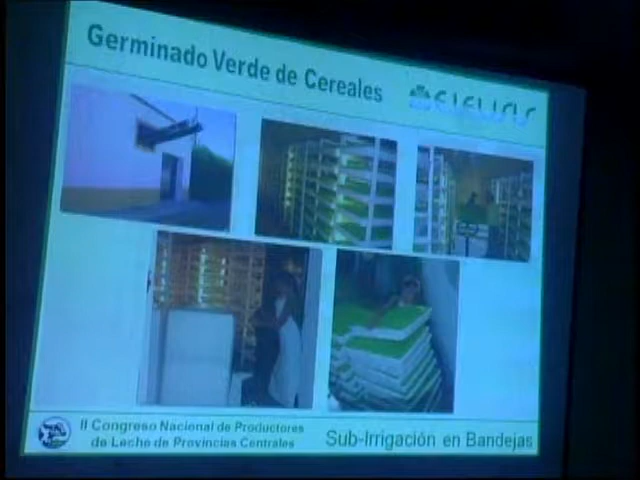 Germinado Verde de Cereales
II Congreso Nacional de Productores
de Leche de Provincias Centrales
Sub-Irrigación en Bandejas